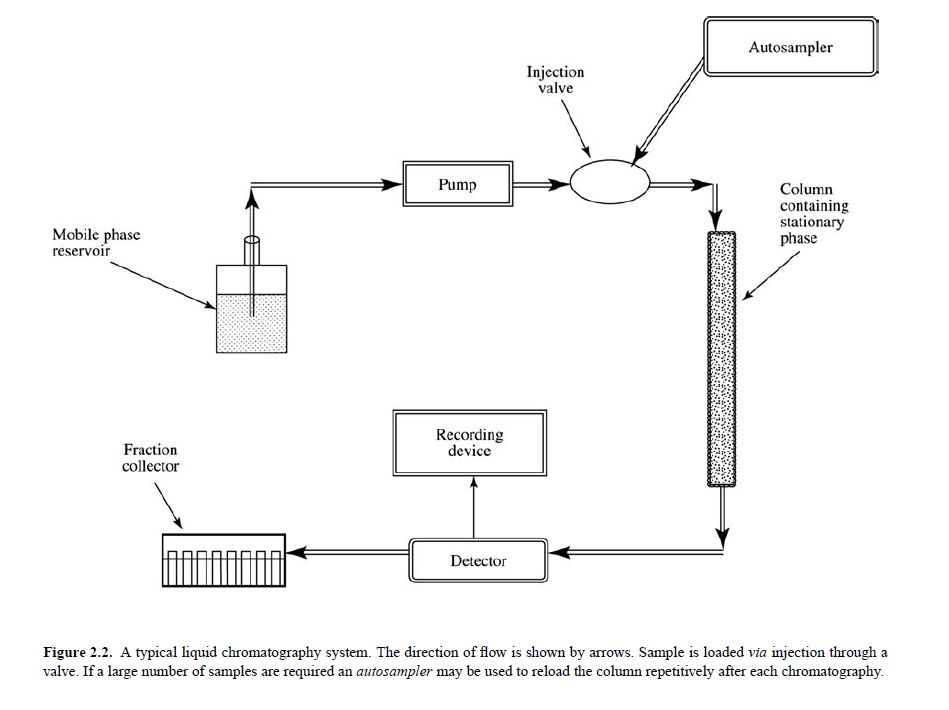 Autosampler
Injection
valve
Pump
Column
containing
stationary
phase
Mobile phase
reservoir
Recording
device
Fraction
collector
Detector
Figure 2.2. A typical liquid chromatography system. The direction of flow is shown by arrows. Sample is loaded via injection through a
valve. If a large number of samples are required an autosampler may be used to reload the column repetitively after each chromatography.